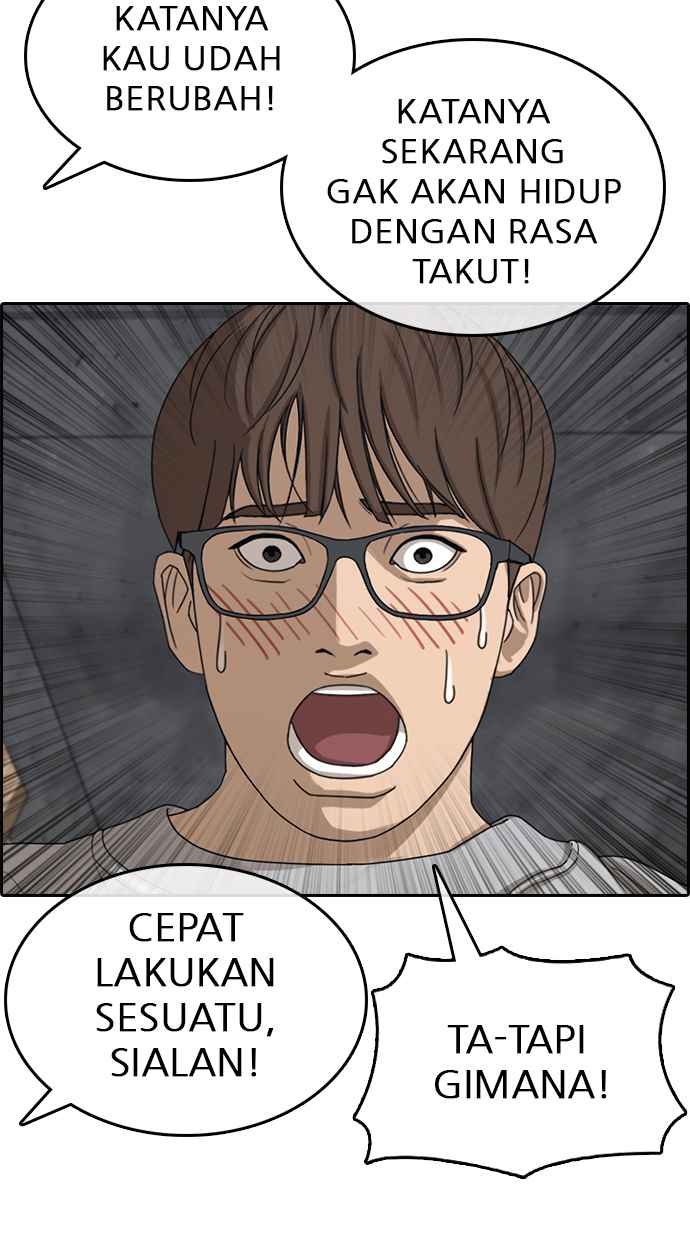 KATANYA
KAU UDAH
BERUBAH!
KATANYA
SEKARANG
GAK AKAN HIDUP
DENGAN RASA
TAKUT!
CEPAT
LAKUKAN
SESUATU,
SIALAN!
TA-TAPI
GIMANA!